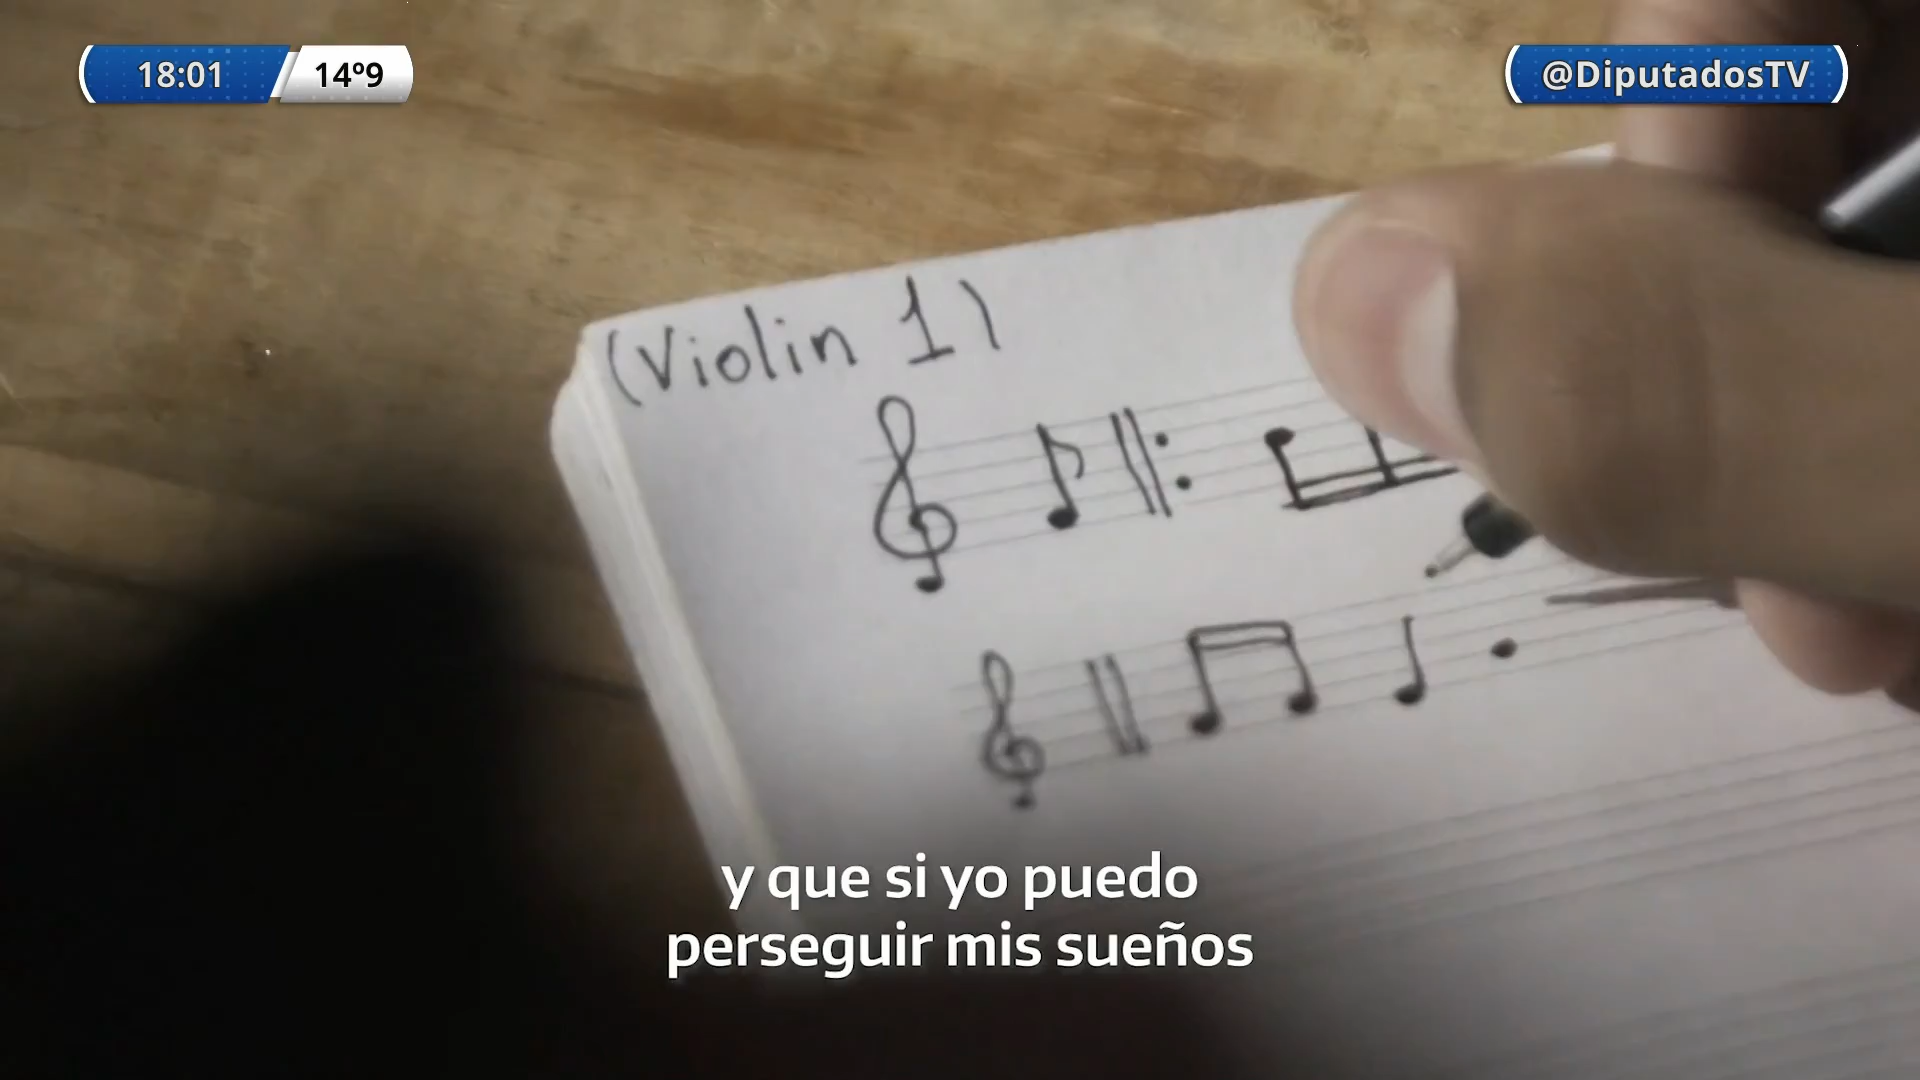 18:01
14º9
@DiputadosTV
(Violin 1)
y que si yo puedo
perseguir mis sueños